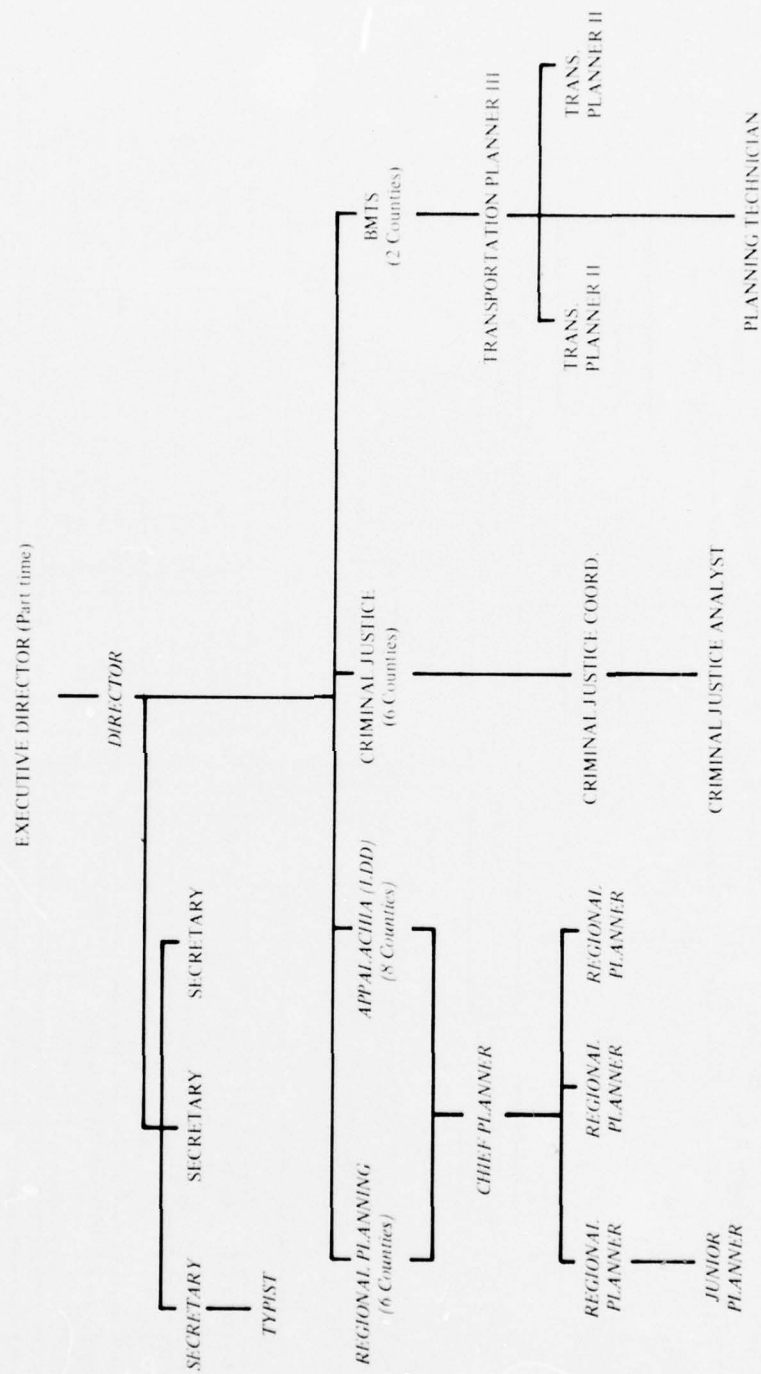 EXECUTIVE DIRECTOR (Part time)
DIRECTOR
SECRETARY
SECRETARY
SECRETARY
TYPIST
REGIONAL PLANNING
(6 Counties)
APPALACHIA (LDD)
(8 Counties)
CRIMINAL JUSTICE
(6 Counties)
BMTS
(2 Counties)
CHIEF PLANNER
TRANSPORTATION PLANNER III
REGIONAL
PLANNER
REGIONAL
PLANNER
REGIONAL
PLANNER
CRIMINAL JUSTICE COORD.
TRANS.
PLANNER II
TRANS.
PLANNER II
JUNIOR
PLANNER
CRIMINAL JUSTICE ANALYST
PLANNING TECHNICIAN